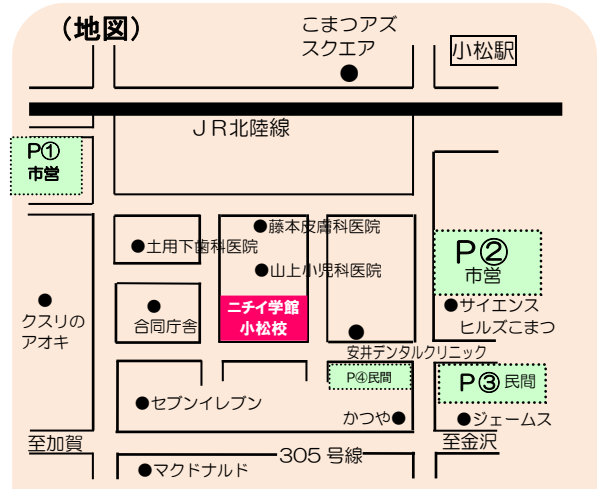 (地図)
こまつアズ
スクエア
小松駅
JR北陸線
P①
市営
藤本皮膚科医院
土用下歯科医院
P②
市営
山上小児科医院
クスリの
アオキ
合同庁舎
ニチイ学館
小松校
サイエンス
ヒルズこまつ
安井デンタルクリニック
P④民間
P③民間
セブンイレブン
かつや
ジェームス
至加賀
至金沢
305号線
マクドナルド